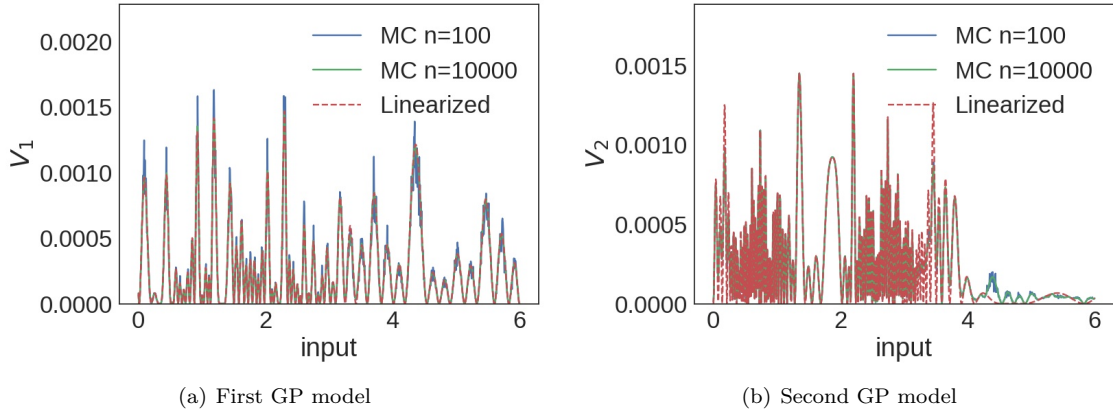 0.0020
0.0015
0.0010
0.0005
0.0000
V1
MC n=100
MC n=10000
Linearized
0 2 4 6
input
(a) First GP model
0.0015
0.0010
0.0005
0.0000
V2
MC n=100
MC n=10000
Linearized
0 2 4 6
input
(b) Second GP model